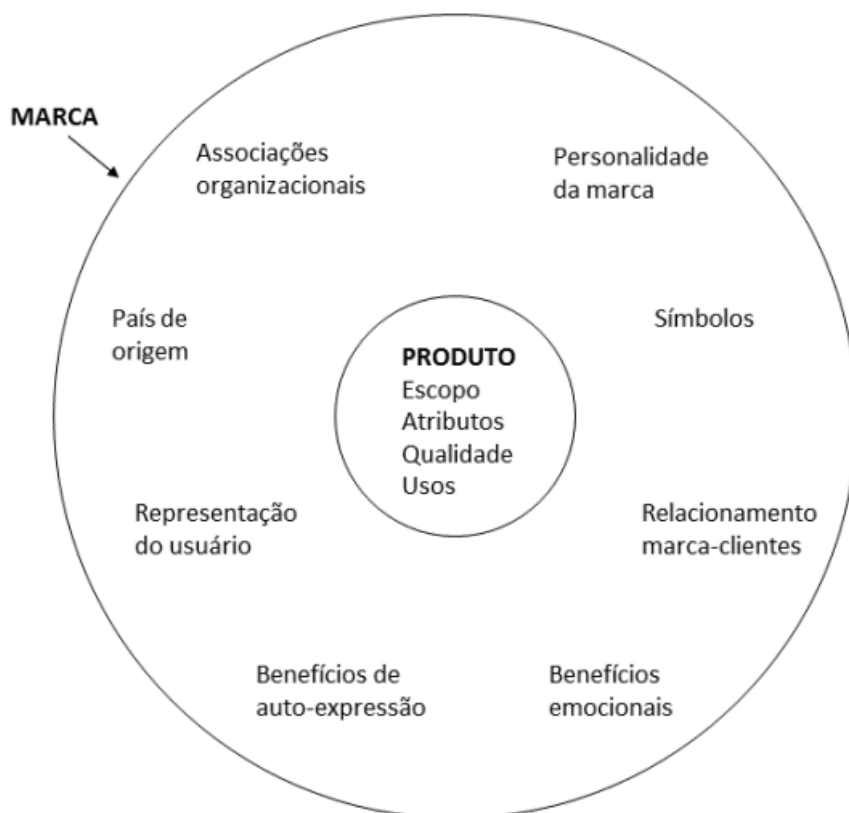 MARCA
Associações
organizacionais
Personalidade
da marca
País de
origem
Símbolos
PRODUTO
Escopo
Atributos
Qualidade
Usos
Representação
do usuário
Relacionamento
marca-clientes
Benefícios de
auto-expressão
Benefícios
emocionais